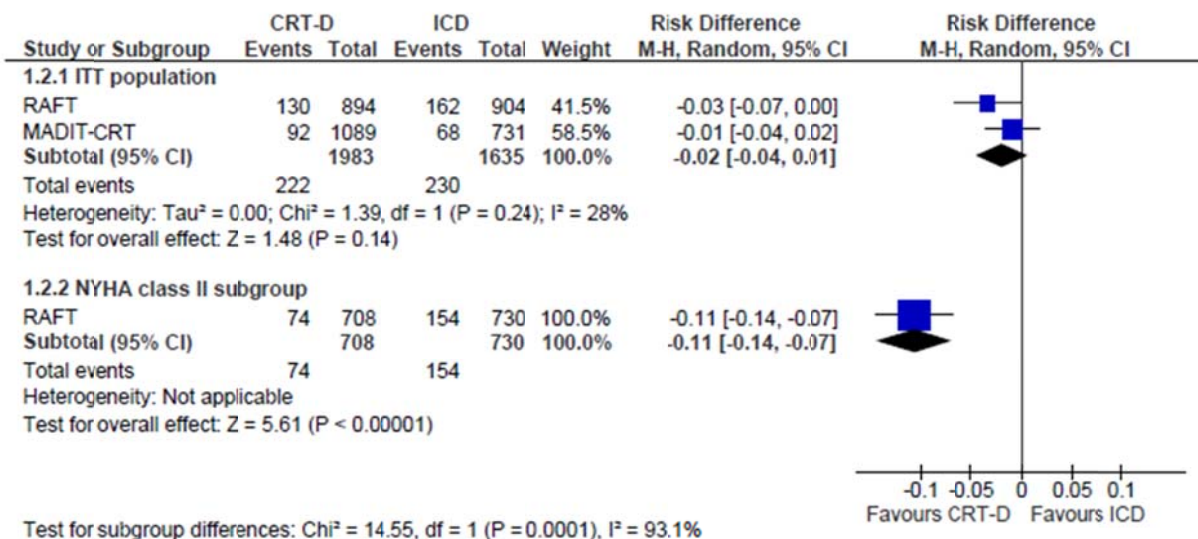 CRT-D ICD Risk Difference Risk Difference
Study or Subgroup Events Total Events Total Weight M-H, Random, 95% CI M-H, Random, 95% CI
1.2.1 ITT population
RAFT 130 894 162 904 41.5% -0.03 [-0.07, 0.00]
MADIT-CRT 92 1089 68 731 58.5% -0.01 [-0.04, 0.02]
Subtotal (95% CI) 1983 1635 100.0% -0.02 [-0.04, 0.01]
Total events 222 230
Heterogeneity: Tau² = 0.00; Chi² = 1.39, df = 1 (P = 0.24); I² = 28%
Test for overall effect: Z = 1.48 (P = 0.14)
1.2.2 NYHA class II subgroup
RAFT 74 708 154 730 100.0% -0.11 [-0.14, -0.07]
Subtotal (95% CI) 708 730 100.0% -0.11 [-0.14, -0.07]
Total events 74 154
Heterogeneity: Not applicable
Test for overall effect: Z = 5.61 (P < 0.00001)
-0.1 -0.05 0 0.05 0.1
Favours CRT-D Favours ICD
Test for subgroup differences: Chi² = 14.55, df = 1 (P = 0.0001), I² = 93.1%